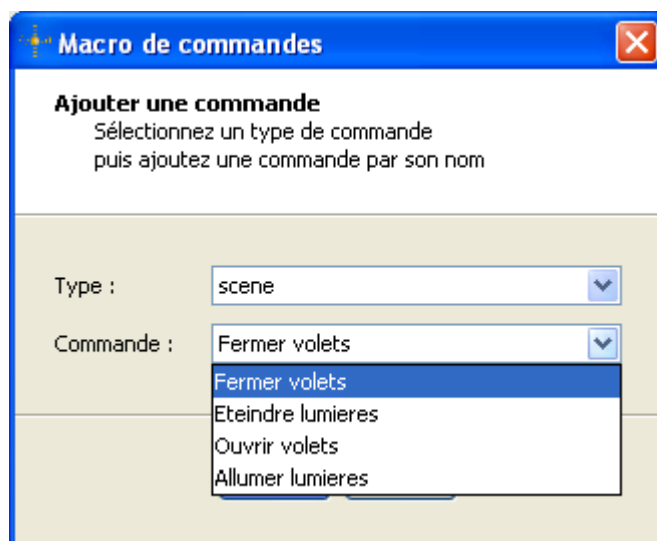 Macro de commandes
Ajouter une commande
Sélectionnez un type de commande
puis ajoutez une commande par son nom
Type : scene
Commande : Fermer volets
Fermer volets
Eteindre lumieres
Ouvrir volets
Allumer lumieres